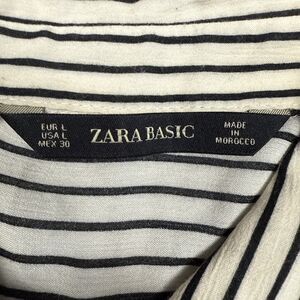 EUR L
USA L
MEX 30
ZARA BASIC
MADE
IN
MOROCCO